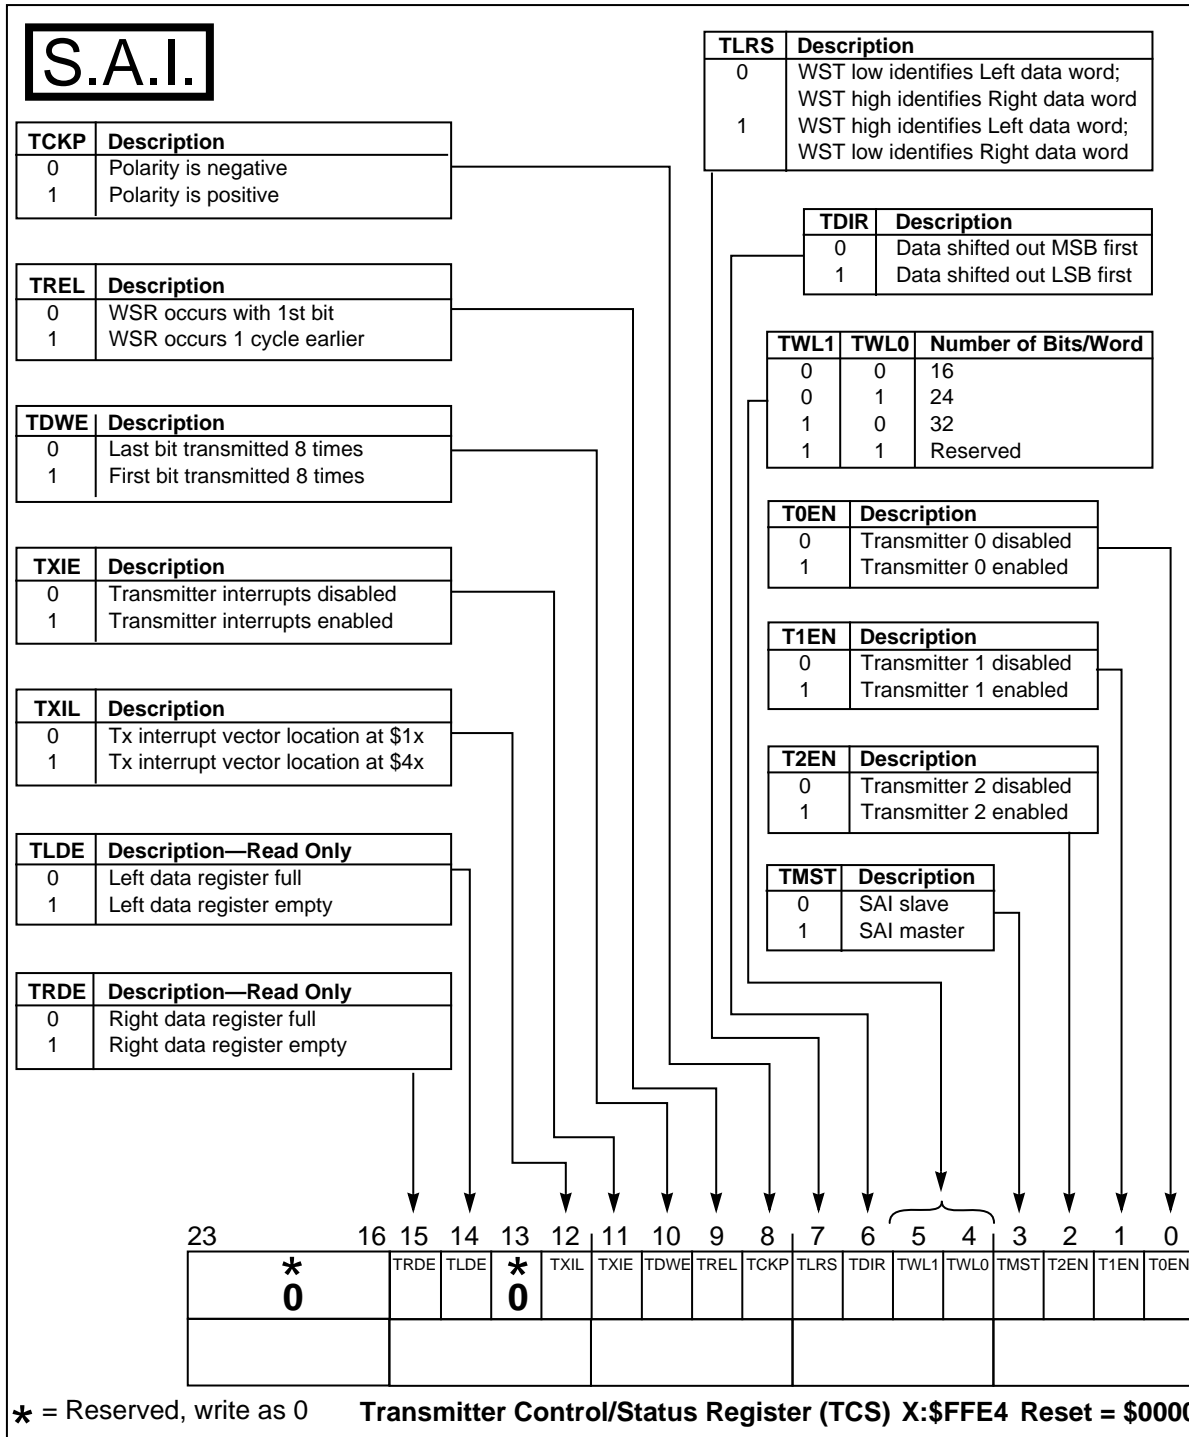 S.A.I.
TCKP Description
0 Polarity is negative
1 Polarity is positive
TREL Description
0 WSR occurs with 1st bit
1 WSR occurs 1 cycle earlier
TDWE Description
0 Last bit transmitted 8 times
1 First bit transmitted 8 times
TXIE Description
0 Transmitter interrupts disabled
1 Transmitter interrupts enabled
TXIL Description
0 Tx interrupt vector location at $1x
1 Tx interrupt vector location at $4x
TLDE Description—Read Only
0 Left data register full
1 Left data register empty
TRDE Description—Read Only
0 Right data register full
1 Right data register empty
TLRS Description
0 WST low identifies Left data word;
WST high identifies Right data word
1 WST high identifies Left data word;
WST low identifies Right data word
TDIR Description
0 Data shifted out MSB first
1 Data shifted out LSB first
TWL1 TWL0 Number of Bits/Word
0 0 16
0 1 24
1 0 32
1 1 Reserved
T0EN Description
0 Transmitter 0 disabled
1 Transmitter 0 enabled
T1EN Description
0 Transmitter 1 disabled
1 Transmitter 1 enabled
T2EN Description
0 Transmitter 2 disabled
1 Transmitter 2 enabled
TMST Description
0 SAI slave
1 SAI master
23 16 15 14 13 12 11 10 9 8 7 6 5 4 3 2 1 0
* TRDE TLDE * TXIL TXIE TDWE TREL TCKP TLRS TDIR TWL1 TWL0 TMST T2EN T1EN T0EN
0 0
* = Reserved, write as 0 Transmitter Control/Status Register (TCS) X:$FFE4 Reset = $0000